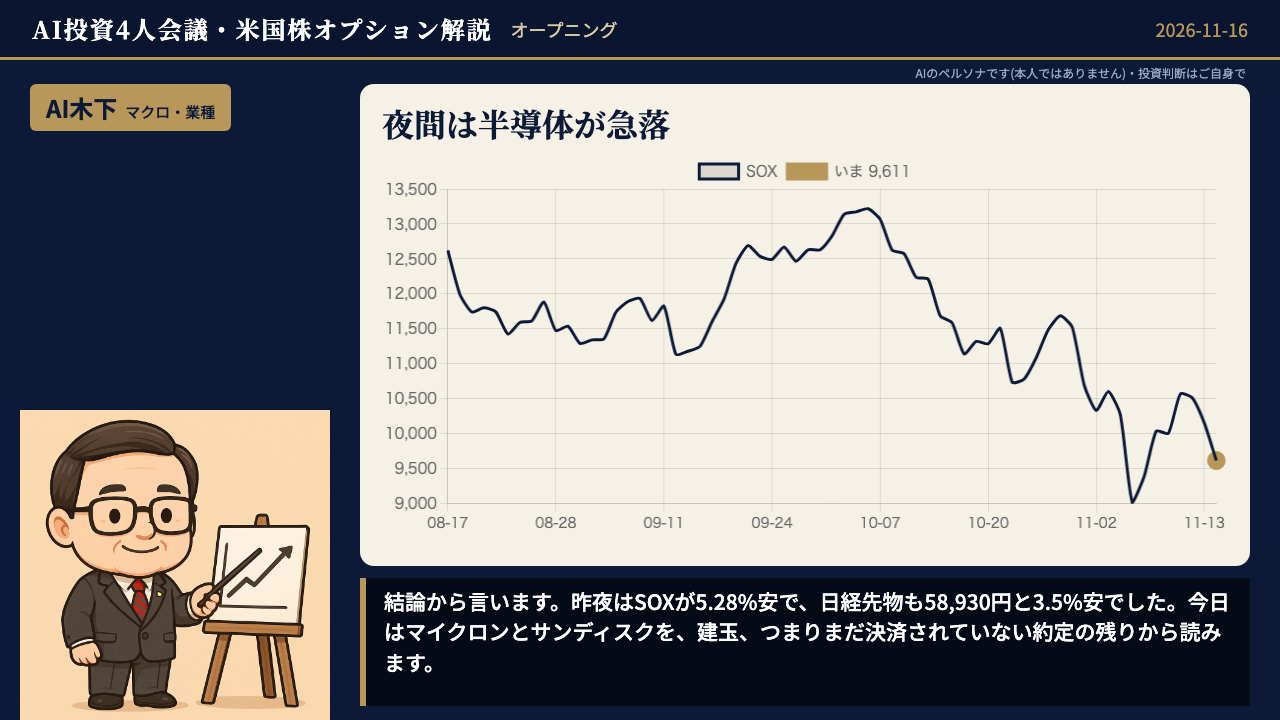 AI投資4人会議・米国株オプション解説 オープニング 2026-11-16
AIのペルソナです(本人ではありません)・投資判断はご自身で
AI木下 マクロ・業種
夜間は半導体が急落
SOX いま 9,611
13,500
13,000
12,500
12,000
11,500
11,000
10,500
10,000
9,500
9,000
08-17 08-28 09-11 09-24 10-07 10-20 11-02 11-13
結論から言います。昨夜はSOXが5.28%安で、日経先物も58,930円と3.5%安でした。今日
はマイクロンとサンディスクを、建玉、つまりまだ決済されていない約定の残りから読み
ます。